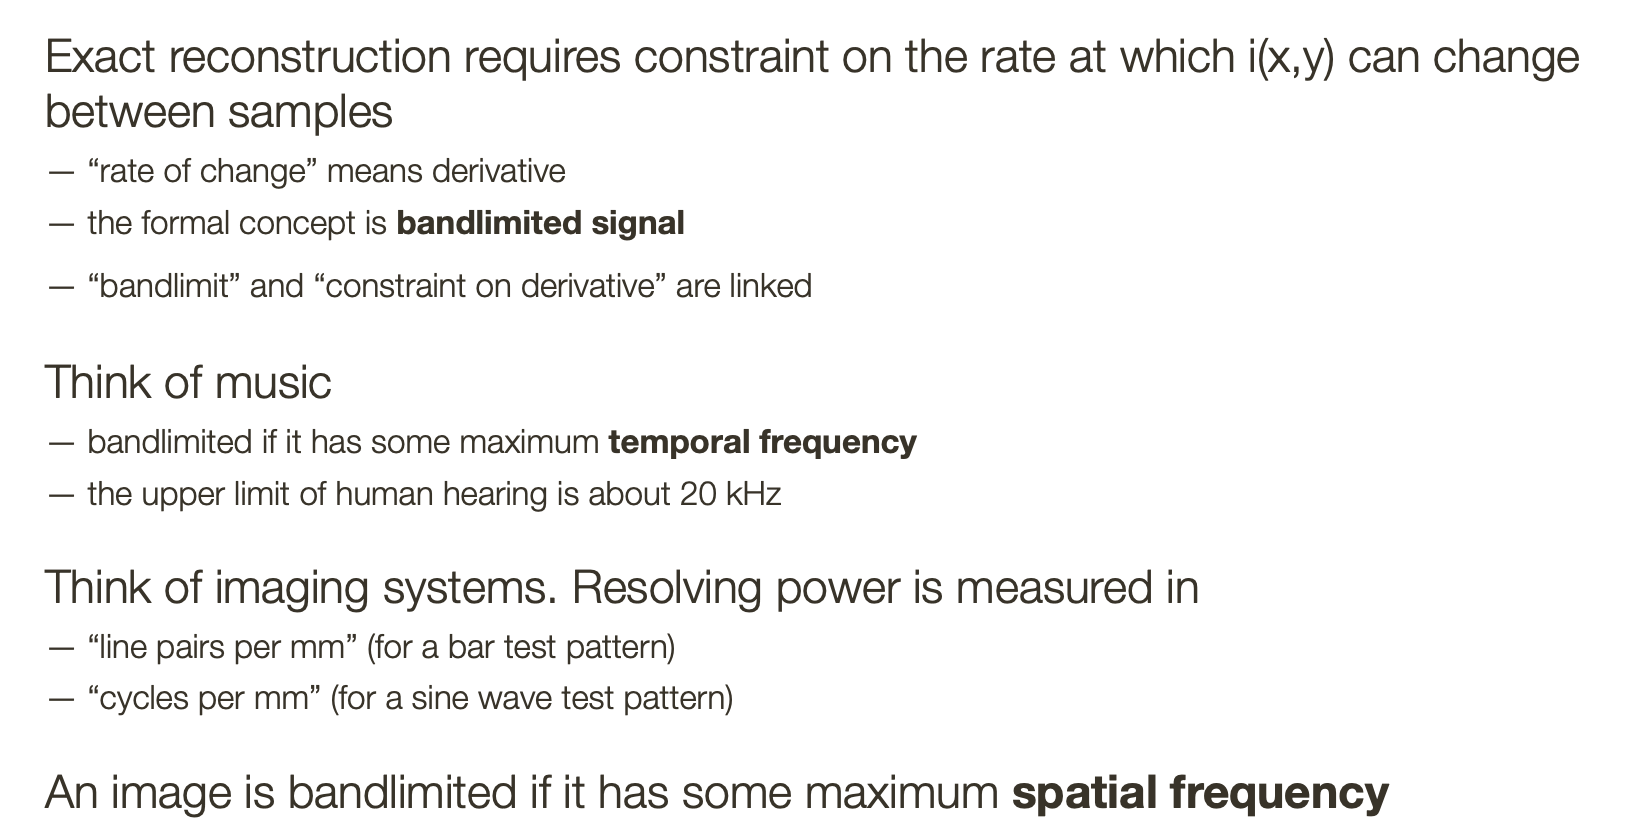 Exact reconstruction requires constraint on the rate at which i(x,y) can change
between samples
— “rate of change” means derivative
— the formal concept is bandlimited signal
— “bandlimit” and “constraint on derivative” are linked
Think of music
— bandlimited if it has some maximum temporal frequency
— the upper limit of human hearing is about 20 kHz
Think of imaging systems. Resolving power is measured in
— “line pairs per mm” (for a bar test pattern)
— “cycles per mm” (for a sine wave test pattern)
An image is bandlimited if it has some maximum spatial frequency